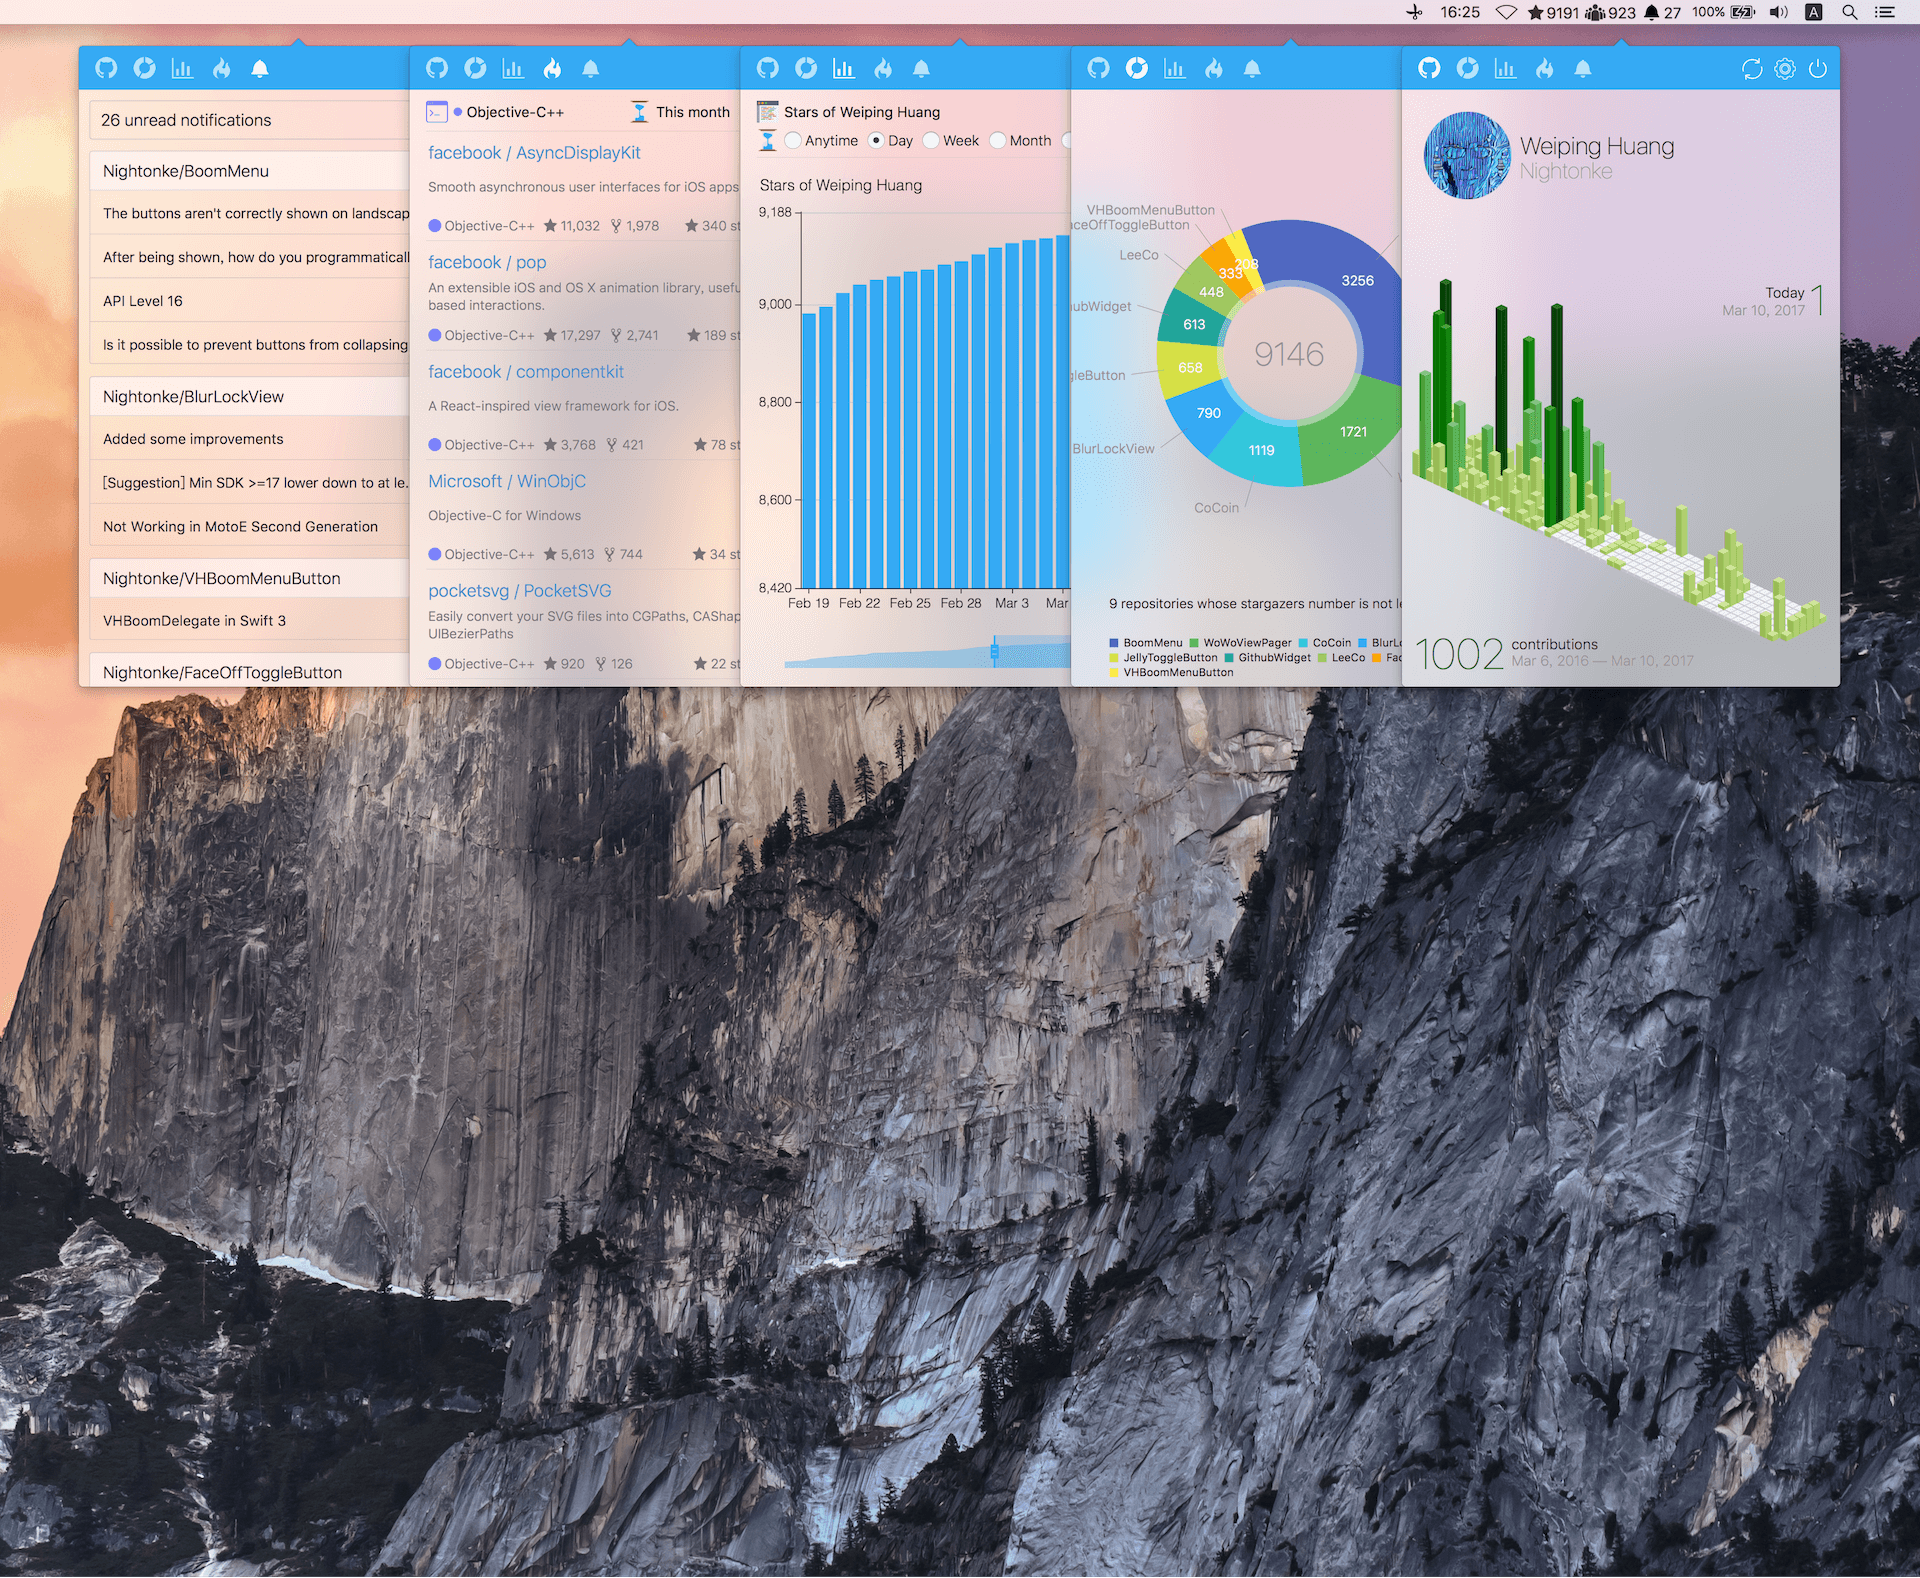 16:25 9191 923 27 100% A
26 unread notifications
Nightonke/BoomMenu
The buttons aren't correctly shown on landscap
After being shown, how do you programmaticall
API Level 16
Is it possible to prevent buttons from collapsing
Nightonke/BlurLockView
Added some improvements
[Suggestion] Min SDK >=17 lower down to at le.
Not Working in MotoE Second Generation
Nightonke/VHBoomMenuButton
VHBoomDelegate in Swift 3
Nightonke/FaceOffToggleButton
Objective-C++ This month
facebook / AsyncDisplayKit
Smooth asynchronous user interfaces for iOS apps
Objective-C++ 11,032 1,978 340 st
facebook / pop
An extensible iOS and OS X animation library, usefu
based interactions.
Objective-C++ 17,297 2,741 189 st
facebook / componentkit
A React-inspired view framework for iOS.
Objective-C++ 3,768 421 78 st
Microsoft / WinObjC
Objective-C for Windows
Objective-C++ 5,613 744 34 st
pocketsvg / PocketSVG
Easily convert your SVG files into CGPaths, CAShap
UIBezierPaths
Objective-C++ 920 126 22 st
Stars of Weiping Huang
Anytime Day Week Month
Stars of Weiping Huang
9,188
9,000
8,800
8,600
8,420
Feb 19 Feb 22 Feb 25 Feb 28 Mar 3 Mar
VHBoomMenuButton
aceOffToggleButton
LeeCo
ubWidget
gleButton
BlurLockView
CoCoin
208
333
448
613
658
790
1119
1721
3256
9146
9 repositories whose stargazers number is not le
BoomMenu WoWoViewPager CoCoin BlurLo
JellyToggleButton GithubWidget LeeCo Fac
VHBoomMenuButton
Weiping Huang
Nightonke
Today 1
Mar 10, 2017
1002 contributions
Mar 6, 2016 — Mar 10, 2017